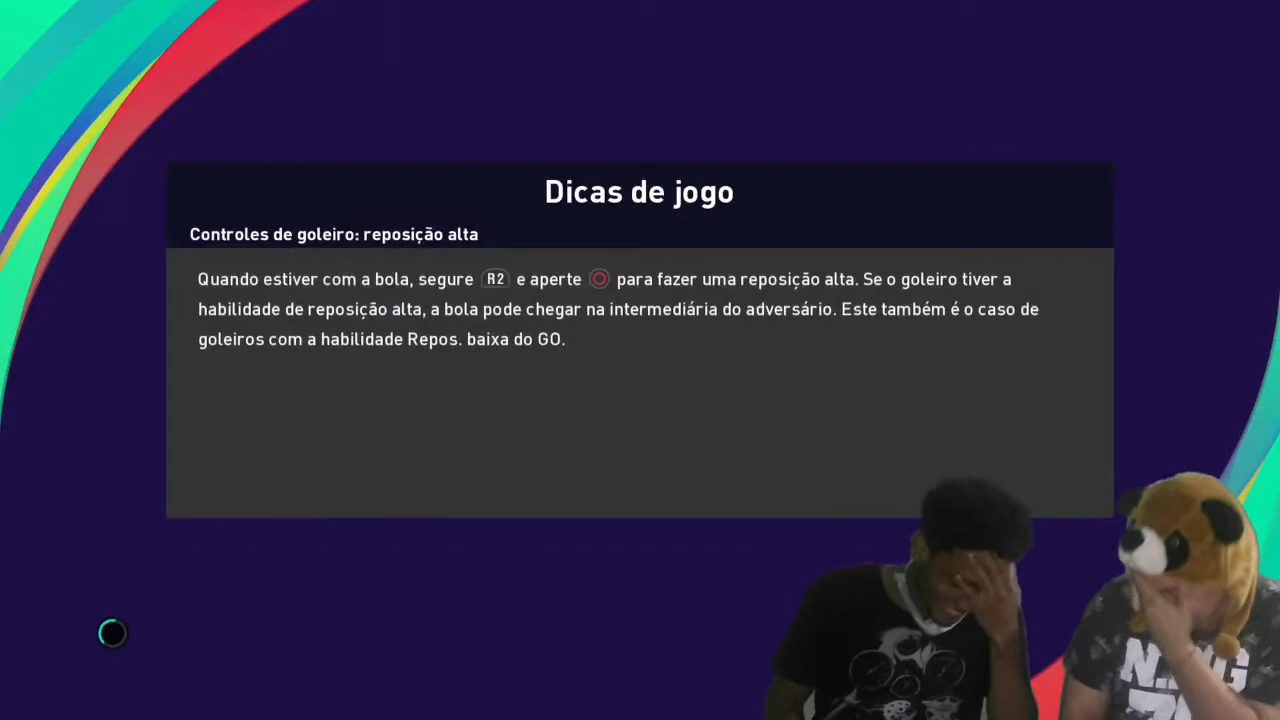 Dicas de jogo
Controles de goleiro: reposição alta
Quando estiver com a bola, segure R2 e aperte para fazer uma reposição alta. Se o goleiro tiver a
habilidade de reposição alta, a bola pode chegar na intermediária do adversário. Este também é o caso de
goleiros com a habilidade Repos. baixa do GO.